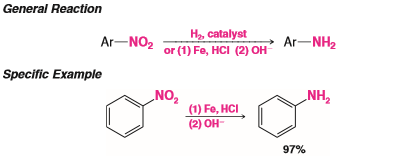 General Reaction
Ar—NO₂ H₂, catalyst Ar—NH₂
or (1) Fe, HCl (2) OH⁻
Specific Example
NO₂ (1) Fe, HCl NH₂
(2) OH⁻
97%